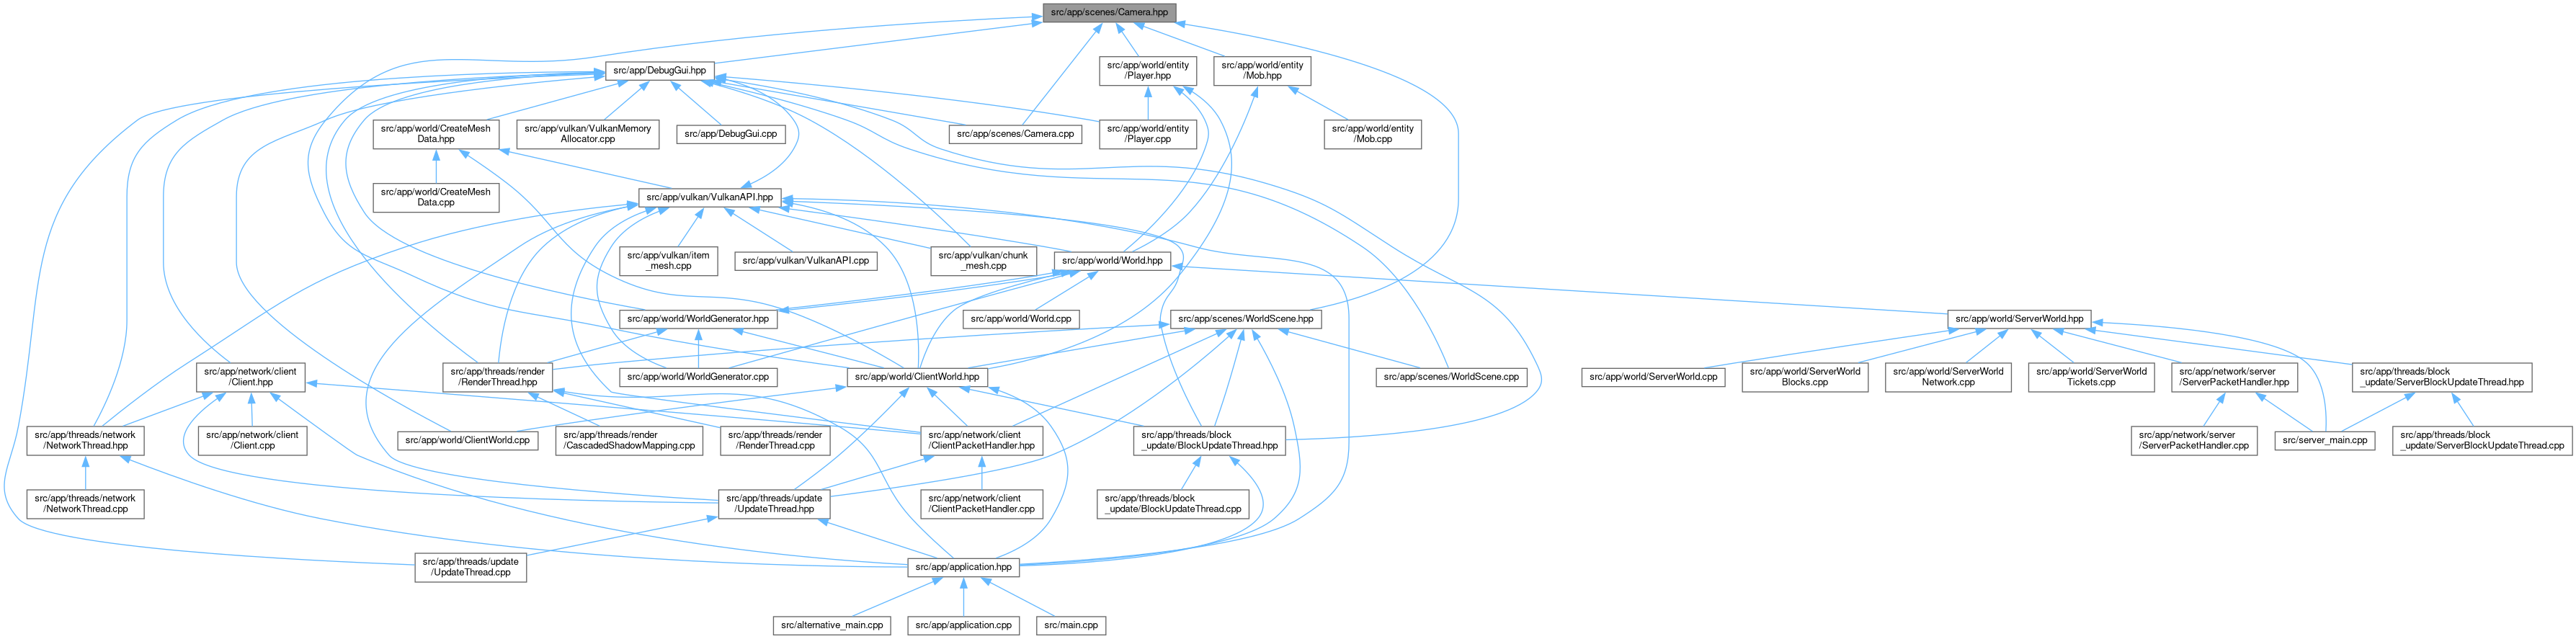 src/app/scenes/Camera.hpp
src/app/DebugGui.hpp
src/app/world/entity
/Player.hpp
src/app/world/entity
/Mob.hpp
src/app/world/CreateMesh
Data.hpp
src/app/vulkan/VulkanMemory
Allocator.cpp
src/app/DebugGui.cpp
src/app/scenes/Camera.cpp
src/app/world/entity
/Player.cpp
src/app/world/entity
/Mob.cpp
src/app/world/CreateMesh
Data.cpp
src/app/vulkan/VulkanAPI.hpp
src/app/vulkan/item
_mesh.cpp
src/app/vulkan/VulkanAPI.cpp
src/app/vulkan/chunk
_mesh.cpp
src/app/world/World.hpp
src/app/world/WorldGenerator.hpp
src/app/world/World.cpp
src/app/scenes/WorldScene.hpp
src/app/world/ServerWorld.hpp
src/app/network/client
/Client.hpp
src/app/threads/render
/RenderThread.hpp
src/app/world/WorldGenerator.cpp
src/app/world/ClientWorld.hpp
src/app/scenes/WorldScene.cpp
src/app/world/ServerWorld.cpp
src/app/world/ServerWorld
Blocks.cpp
src/app/world/ServerWorld
Network.cpp
src/app/world/ServerWorld
Tickets.cpp
src/app/network/server
/ServerPacketHandler.hpp
src/app/threads/block
_update/ServerBlockUpdateThread.hpp
src/app/threads/network
/NetworkThread.hpp
src/app/network/client
/Client.cpp
src/app/world/ClientWorld.cpp
src/app/threads/render
/CascadedShadowMapping.cpp
src/app/threads/render
/RenderThread.cpp
src/app/network/client
/ClientPacketHandler.hpp
src/app/threads/block
_update/BlockUpdateThread.hpp
src/app/network/server
/ServerPacketHandler.cpp
src/server_main.cpp
src/app/threads/block
_update/ServerBlockUpdateThread.cpp
src/app/threads/network
/NetworkThread.cpp
src/app/threads/update
/UpdateThread.hpp
src/app/network/client
/ClientPacketHandler.cpp
src/app/threads/block
_update/BlockUpdateThread.cpp
src/app/threads/update
/UpdateThread.cpp
src/app/application.hpp
src/alternative_main.cpp
src/app/application.cpp
src/main.cpp